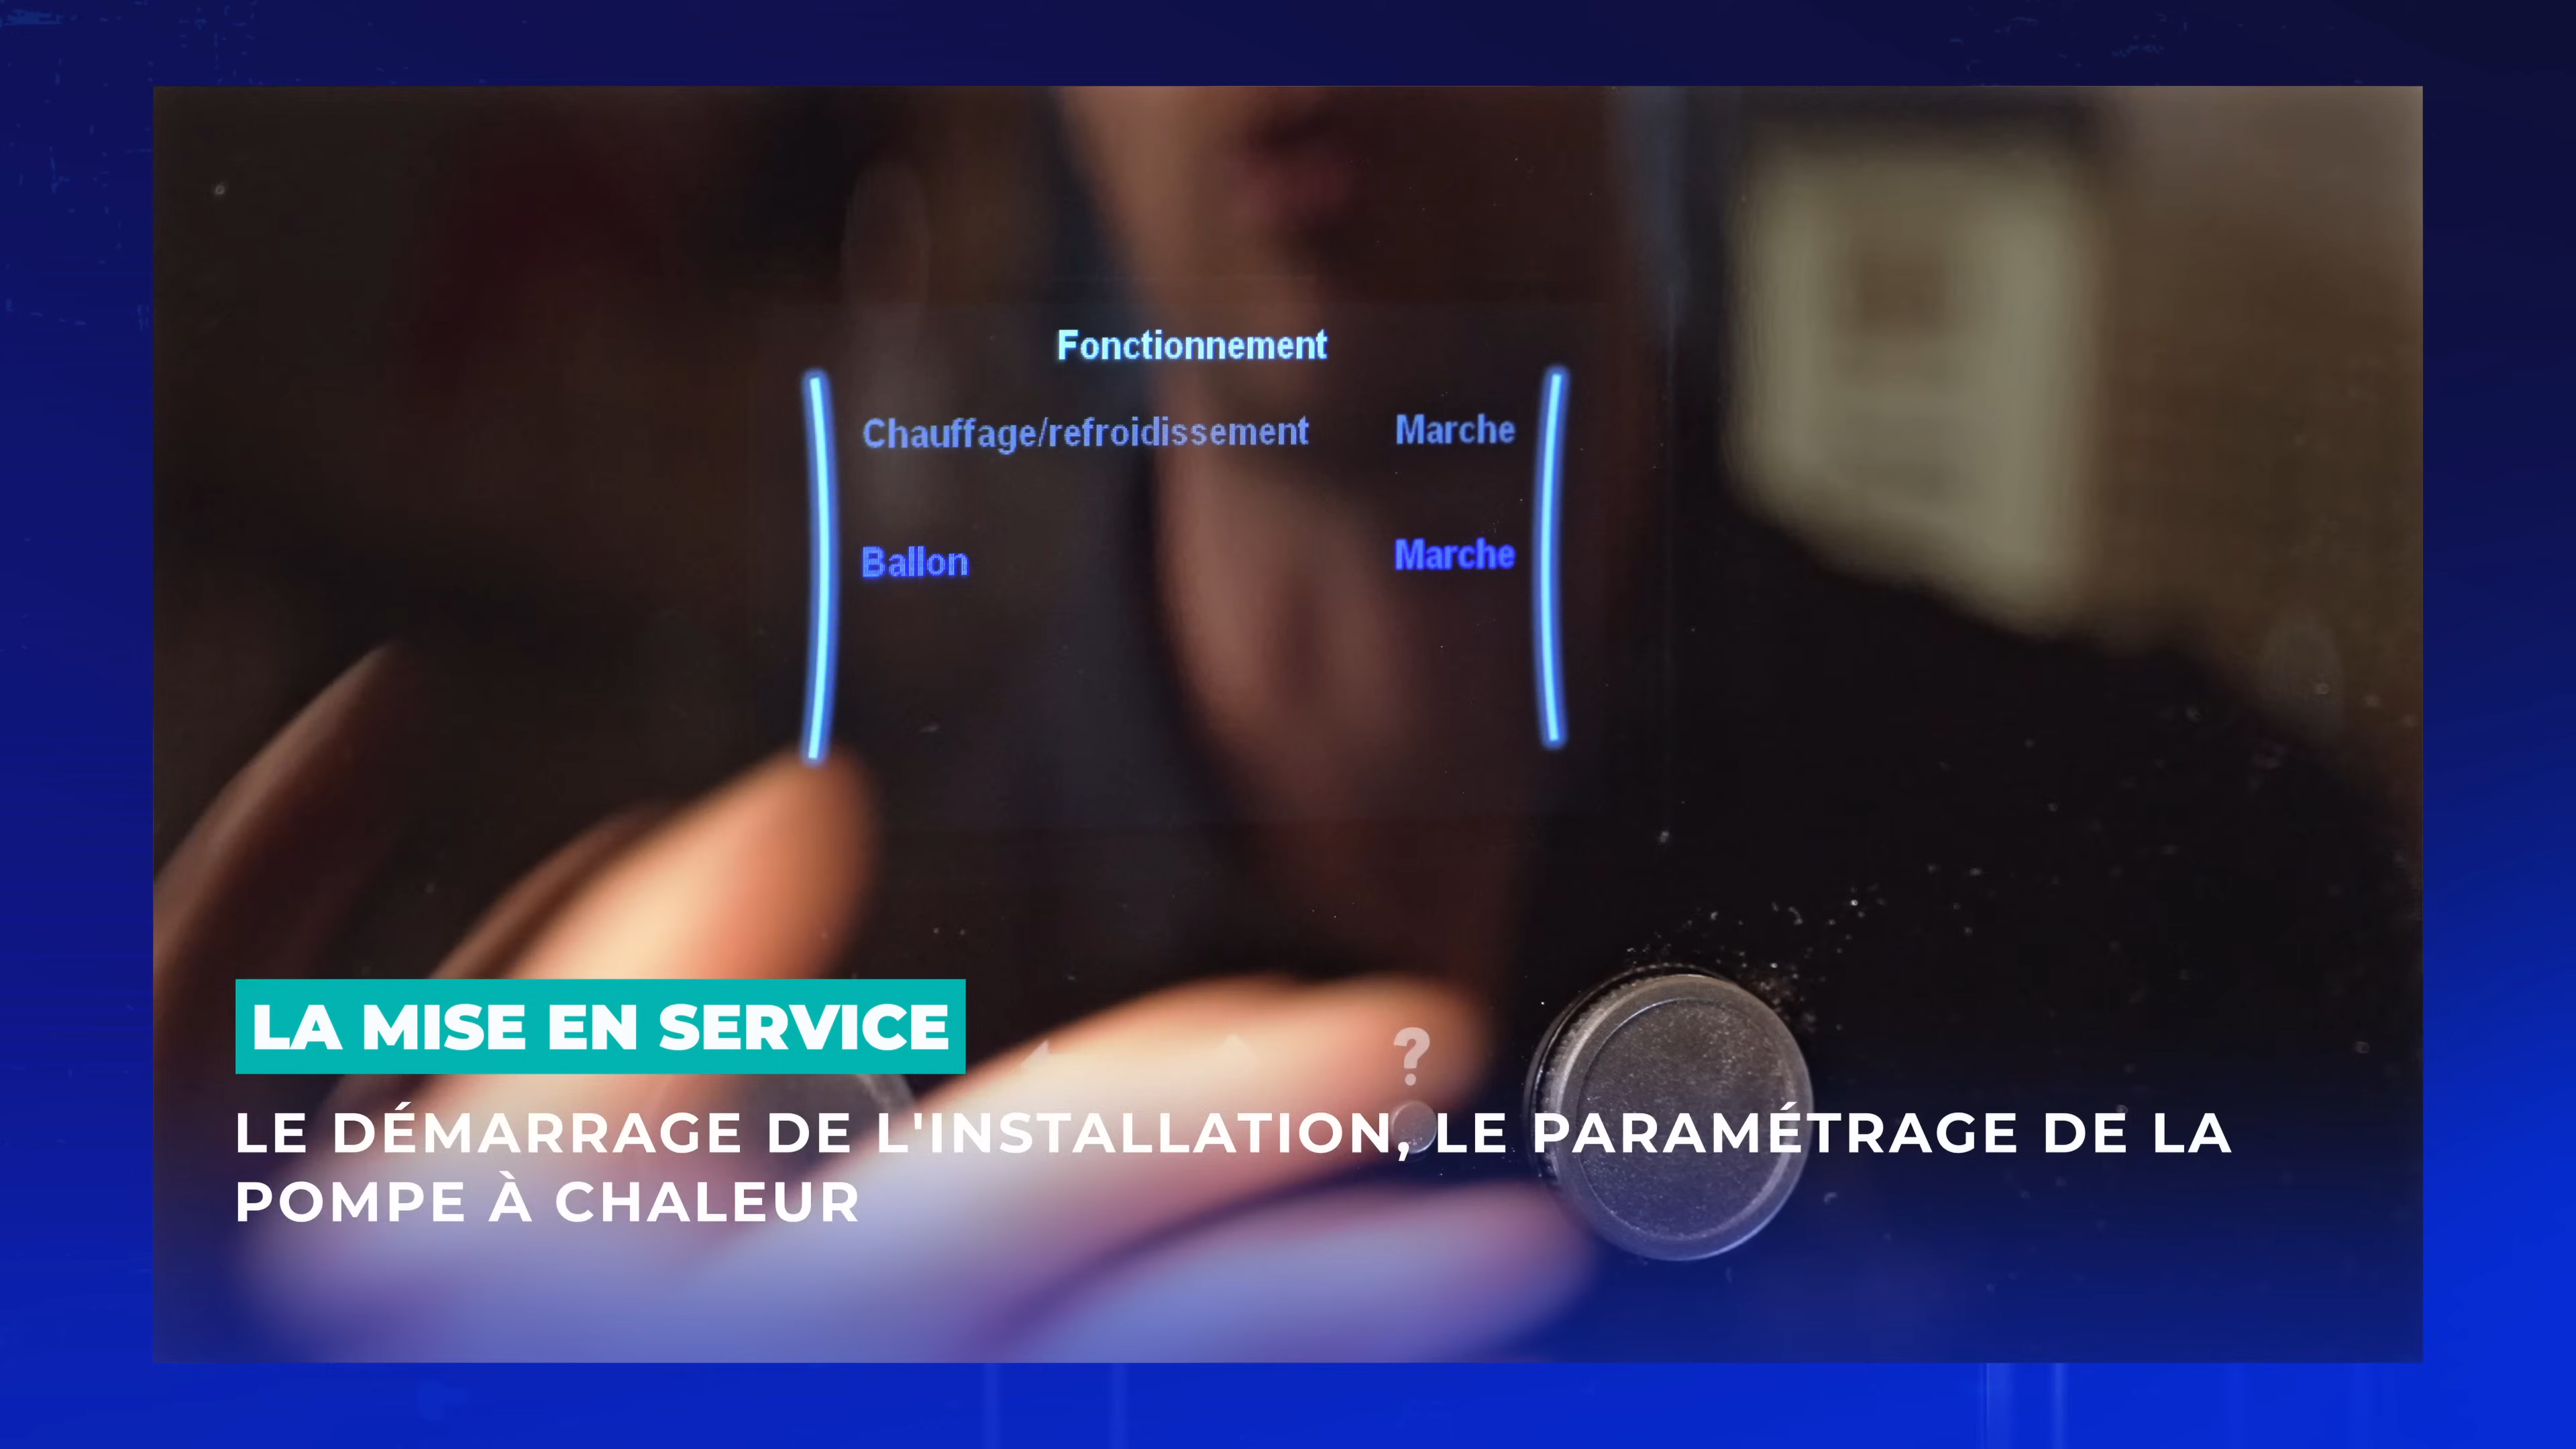 Fonctionnement
Chauffage/refroidissement Marche
Ballon Marche
?
LA MISE EN SERVICE
LE DÉMARRAGE DE L'INSTALLATION, LE PARAMÉTRAGE DE LA
POMPE À CHALEUR